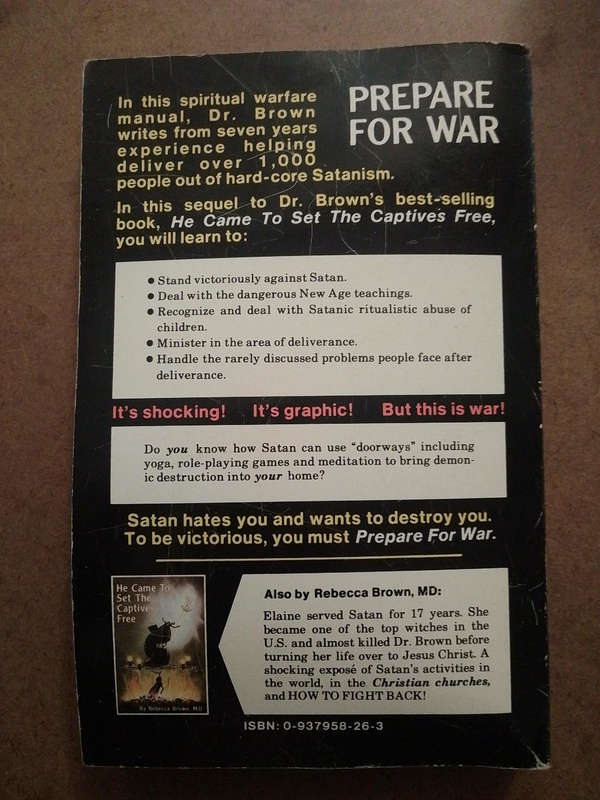 In this spiritual warfare
manual, Dr. Brown
writes from seven years
experience helping
deliver over 1,000
people out of hard-core Satanism.
PREPARE
FOR WAR
In this sequel to Dr. Brown's best-selling
book, He Came To Set The Captives Free,
you will learn to:
● Stand victoriously against Satan.
● Deal with the dangerous New Age teachings.
● Recognize and deal with Satanic ritualistic abuse of
children.
● Minister in the area of deliverance.
● Handle the rarely discussed problems people face after
deliverance.
It's shocking! It's graphic! But this is war!
Do you know how Satan can use "doorways" including
yoga, role-playing games and meditation to bring demon-
ic destruction into your home?
Satan hates you and wants to destroy you.
To be victorious, you must Prepare For War.
He Came To
Set The
Captives
Free
By Rebecca Brown, MD
Also by Rebecca Brown, MD:
Elaine served Satan for 17 years. She
became one of the top witches in the
U.S. and almost killed Dr. Brown before
turning her life over to Jesus Christ. A
shocking exposé of Satan's activities in
the world, in the Christian churches,
and HOW TO FIGHT BACK!
ISBN: 0-937958-26-3